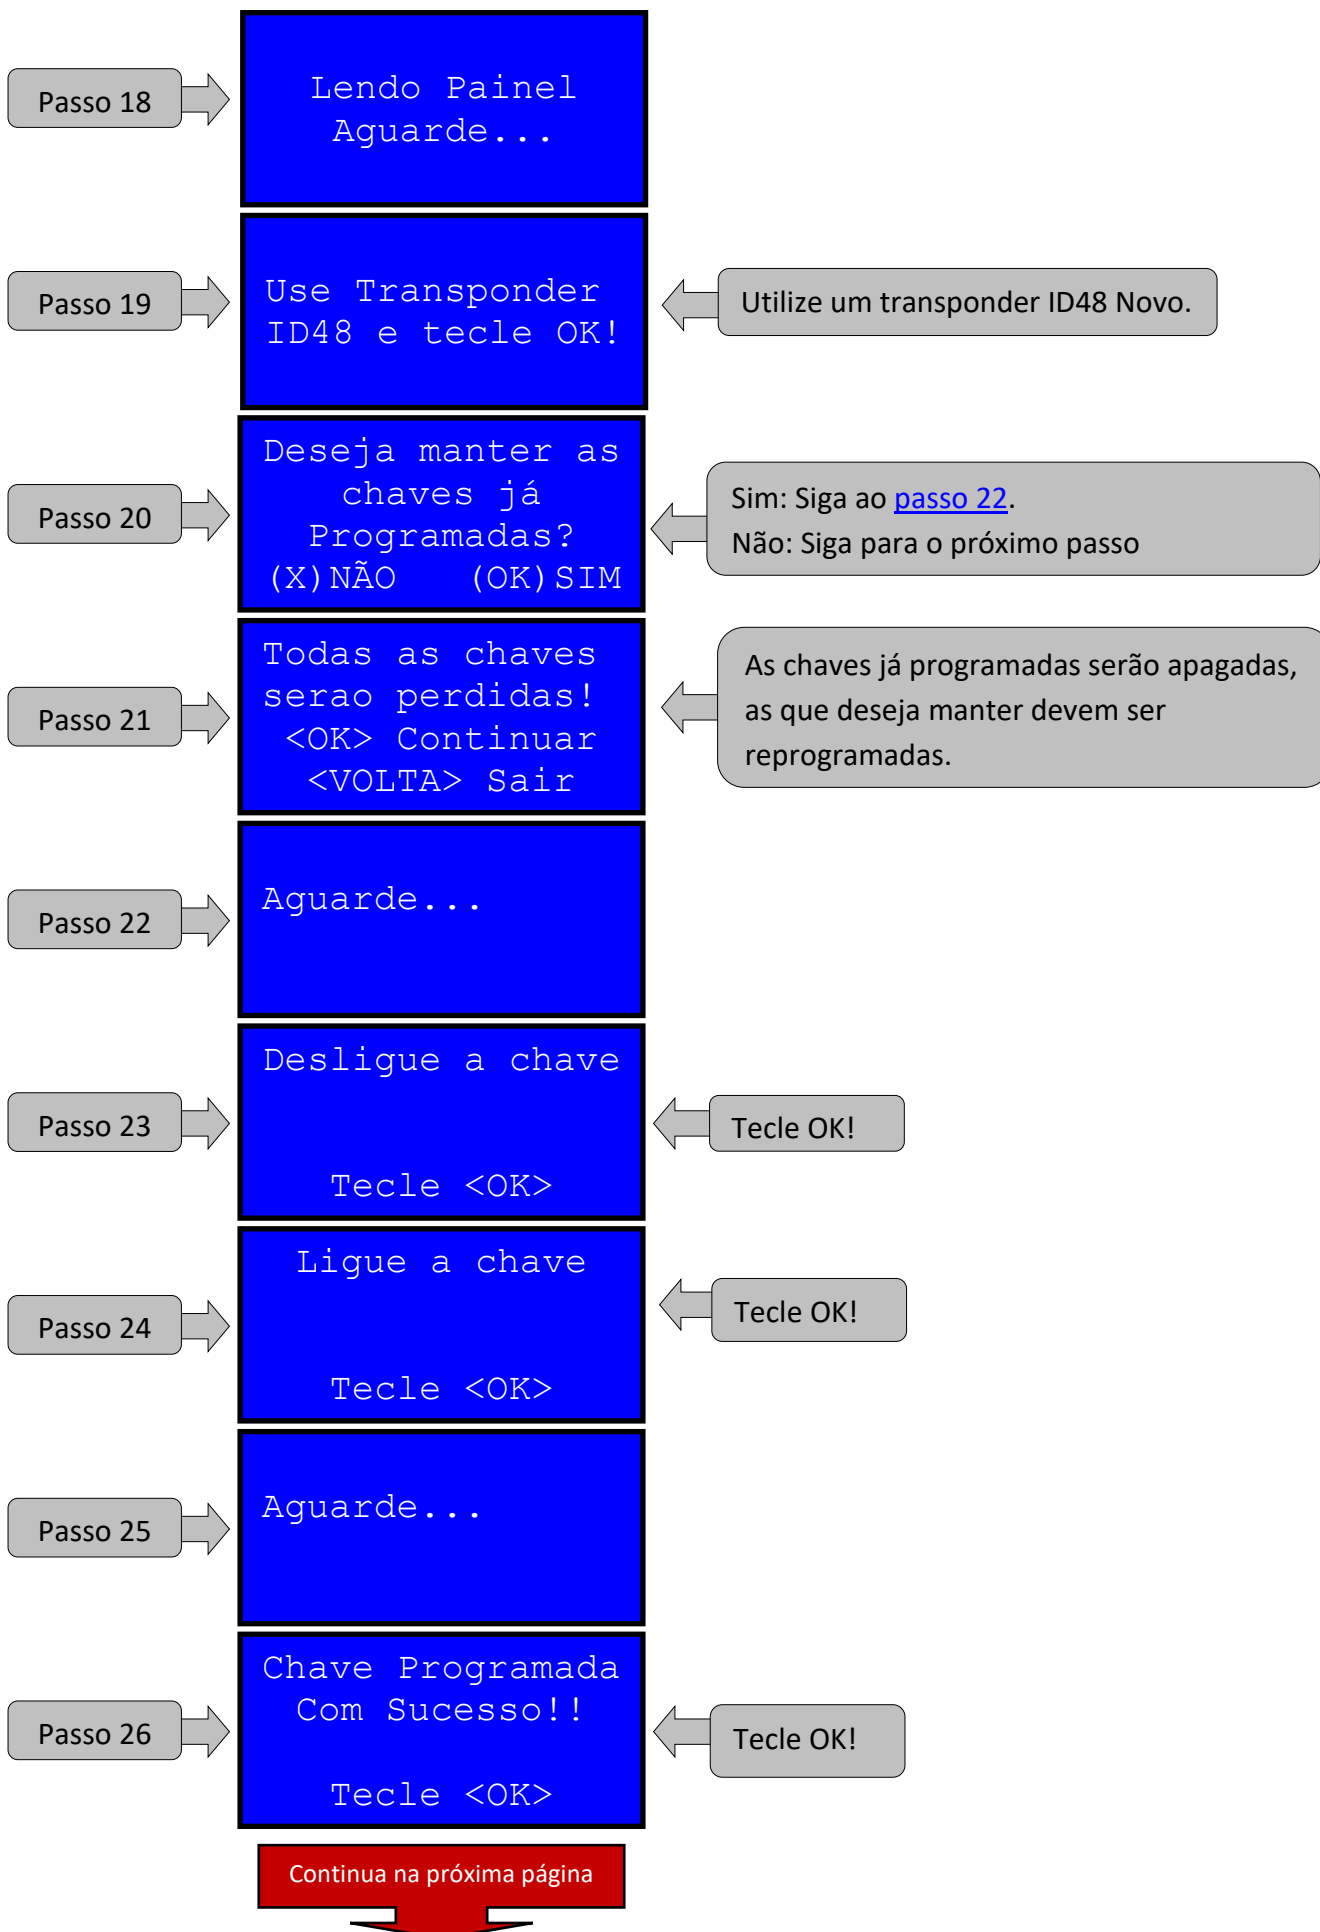 Passo 18
Lendo Painel
Aguarde...
Passo 19
Use Transponder
ID48 e tecle OK!
Utilize um transponder ID48 Novo.
Passo 20
Deseja manter as
chaves já
Programadas?
(X)NÃO (OK)SIM
Sim: Siga ao passo 22.
Não: Siga para o próximo passo
Passo 21
Todas as chaves
serao perdidas!
<OK> Continuar
<VOLTA> Sair
As chaves já programadas serão apagadas,
as que deseja manter devem ser
reprogramadas.
Passo 22
Aguarde...
Passo 23
Desligue a chave
Tecle <OK>
Tecle OK!
Passo 24
Ligue a chave
Tecle <OK>
Tecle OK!
Passo 25
Aguarde...
Passo 26
Chave Programada
Com Sucesso!!
Tecle <OK>
Tecle OK!
Continua na próxima página